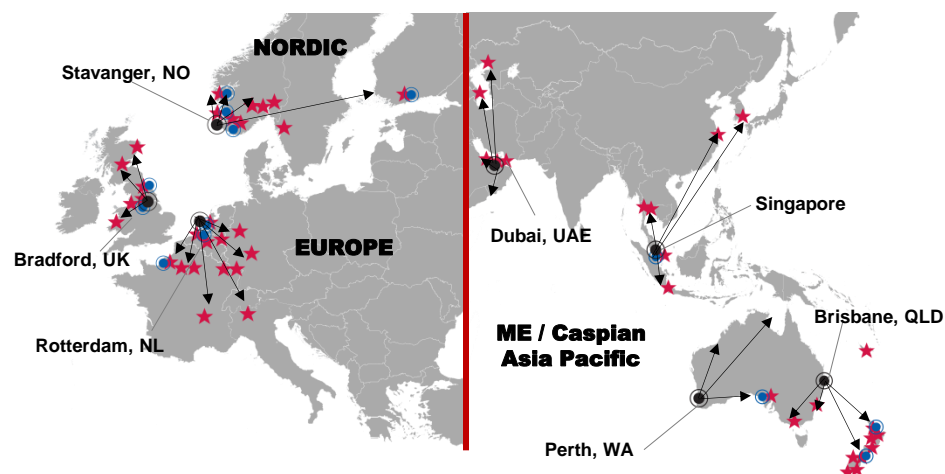 NORDIC
Stavanger, NO
Bradford, UK
EUROPE
Rotterdam, NL
Singapore
Dubai, UAE
Brisbane, QLD
ME / Caspian
Asia Pacific
Perth, WA